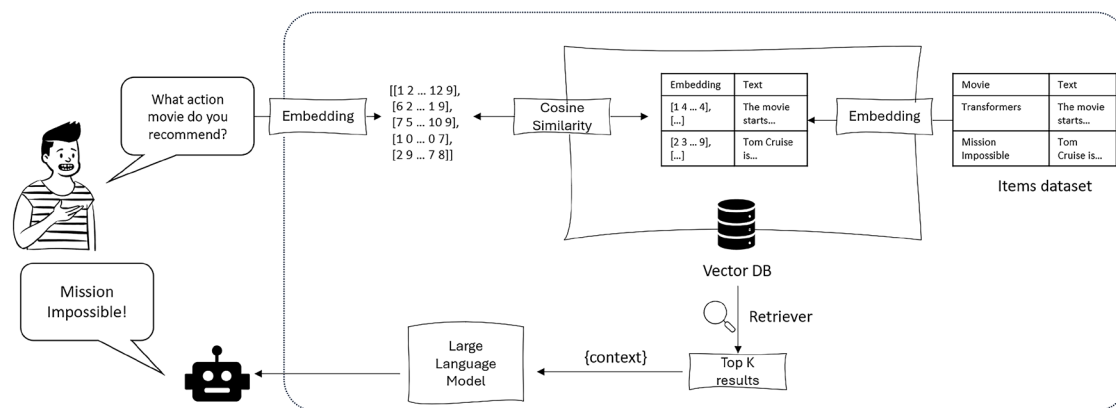 What action
movie do you
recommend?
Embedding
[[1 2 ... 12 9],
[6 2 ... 1 9],
[7 5 ... 10 9],
[1 0 ... 0 7],
[2 9 ... 7 8]]
Cosine
Similarity
Embedding Text
[1 4 ... 4],
[...]
The movie
starts...
[2 3 ... 9],
[...]
Tom Cruise
is...
Embedding
Movie Text
Transformers
The movie
starts...
Mission
Impossible
Tom
Cruise is...
Items dataset
Vector DB
Retriever
Top K
results
{context}
Large
Language
Model
Mission
Impossible!